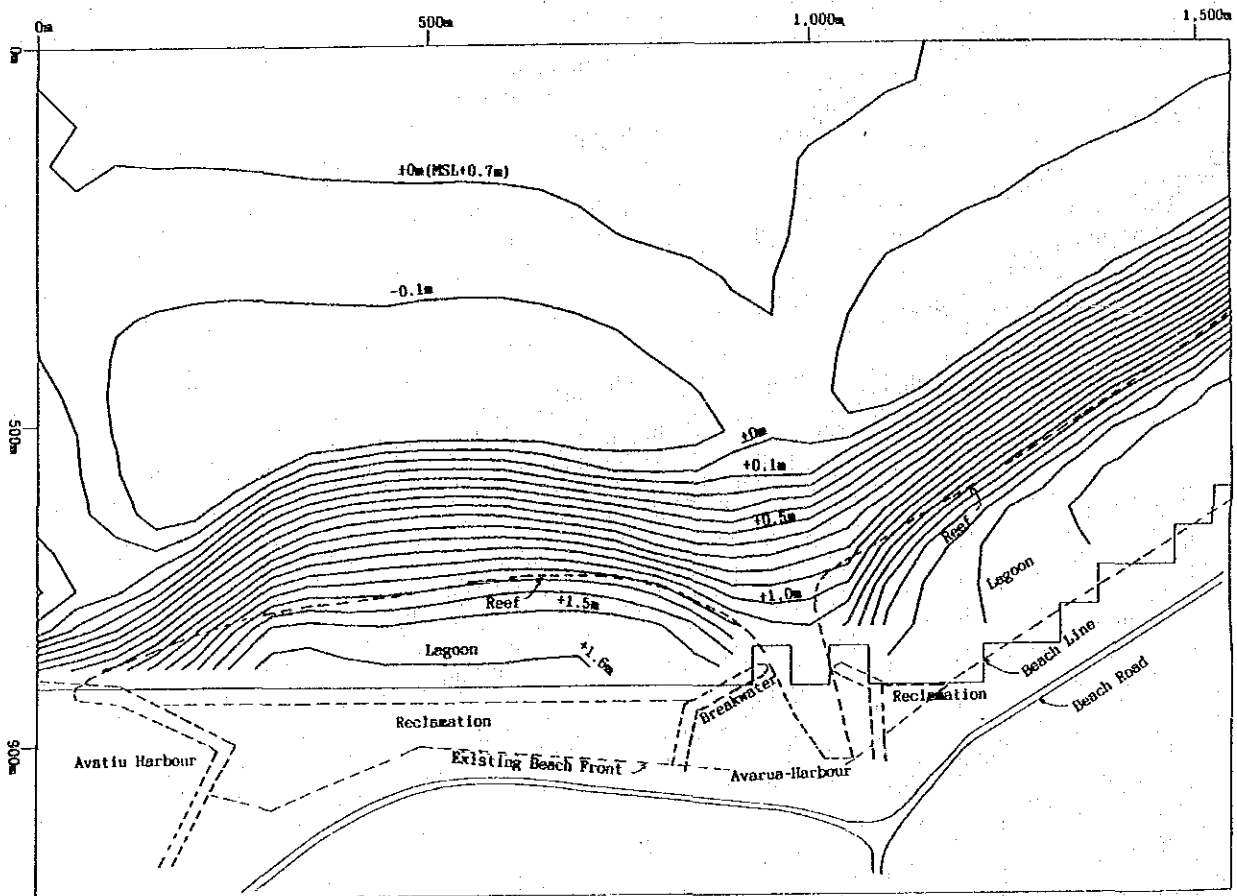 0m
500m
1,000m
1,500m
0m
±0m(MSL+0.7m)
-0.1m
500m
±0m
+0.1m
+0.5m
Reef
Lagoon
+1.0m
Reef
+1.5m
Lagoon
+1.6m
Beach Line
Breakwater
Reclamation
Beach Road
Reclamation
900m
Avatiu Harbour
Existing Beach Front
Avarua-Harbour